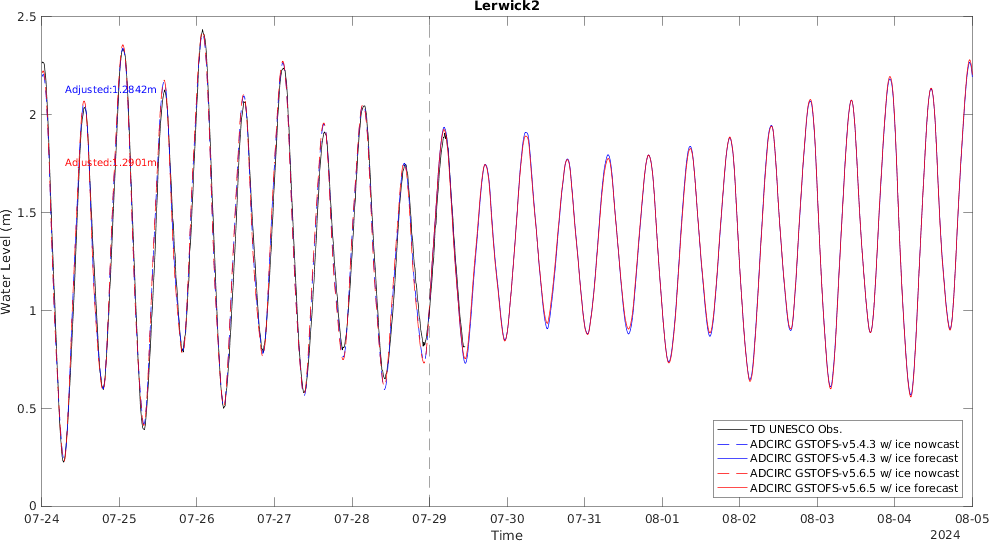 Lerwick2
2.5
2
1.5
1
0.5
0
Water Level (m)
Adjusted:1.2842m
Adjusted:1.2901m
TD UNESCO Obs.
ADCIRC GSTOFS-v5.4.3 w/ ice nowcast
ADCIRC GSTOFS-v5.4.3 w/ ice forecast
ADCIRC GSTOFS-v5.6.5 w/ ice nowcast
ADCIRC GSTOFS-v5.6.5 w/ ice forecast
07-24 07-25 07-26 07-27 07-28 07-29 07-30 07-31 08-01 08-02 08-03 08-04 08-05
Time
2024